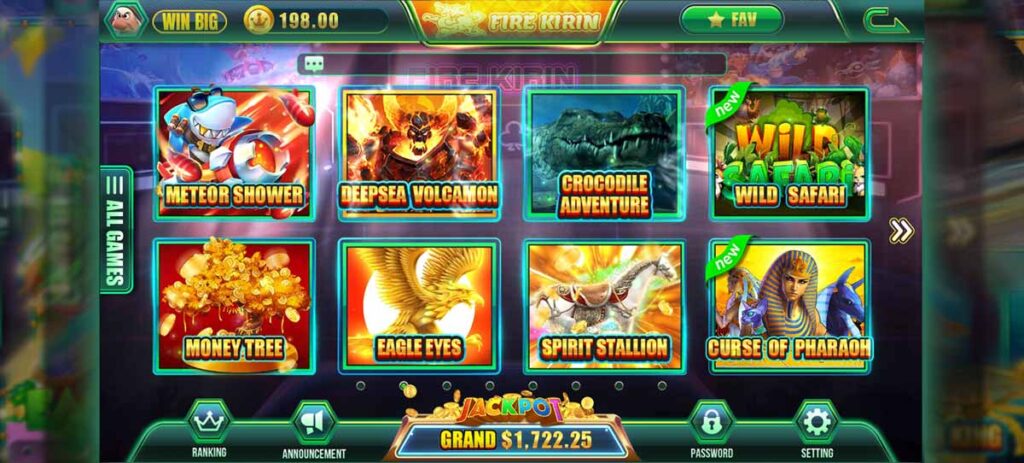 WIN BIG
198.00
FIRE KIRIN
FAV
FIRE KIRIN
METEOR SHOWER
DEEPSEA VOLCAMON
CROCODILE
ADVENTURE
new
WILD
SAFARI
WILD SAFARI
ALL GAMES
MONEY TREE
EAGLE EYES
SPIRIT STALLION
new
CURSE OF PHARAOH
JACKPOT
GRAND $1,722.25
RANKING
ANNOUNCEMENT
PASSWORD
SETTING